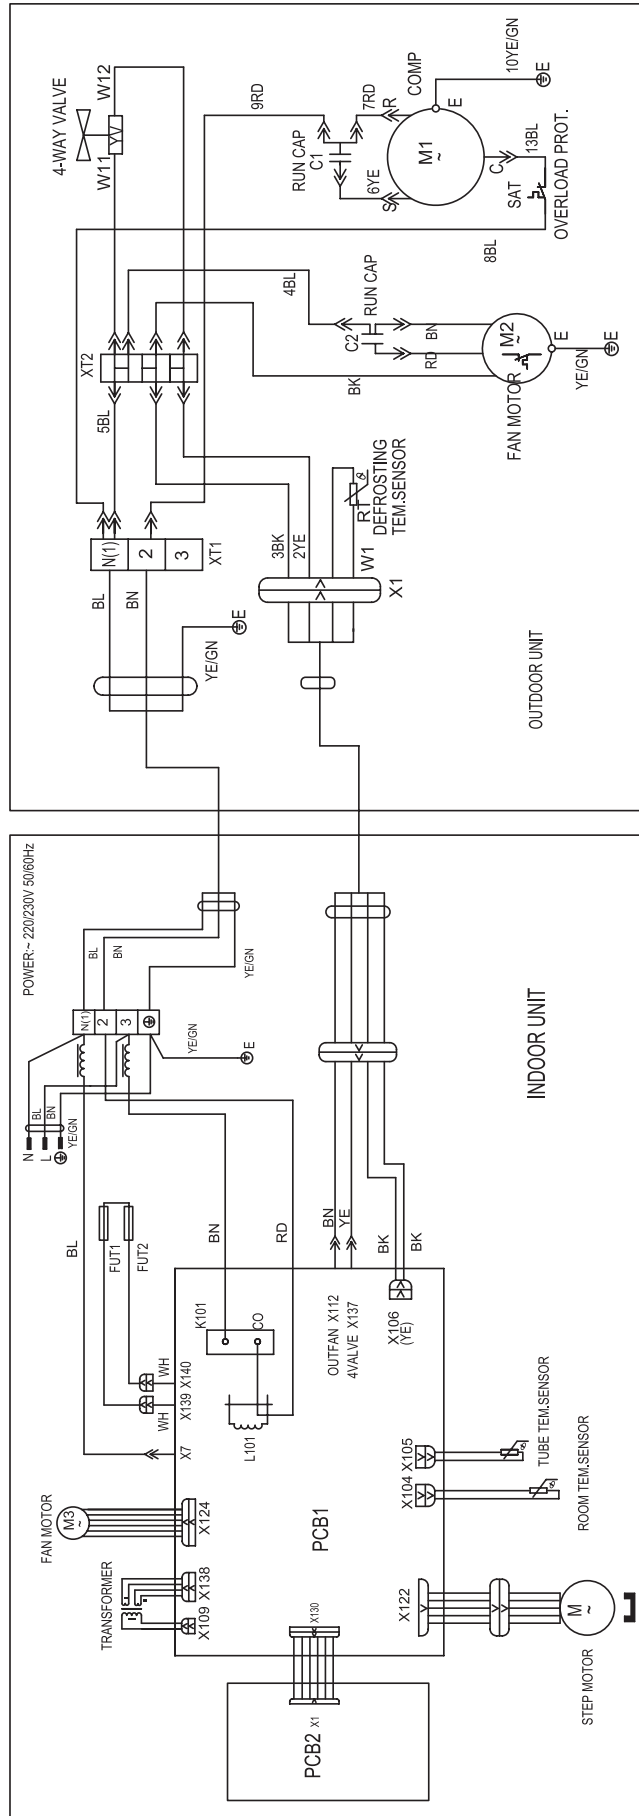 4-WAY VALVE
YV
W11
W12
XT2
5BL
9RD
RUN CAP
C1
7RD
R
COMP
10YE/GN
E
M1
~
E
6YE
S
C
13BL
SAT
OVERLOAD PROT.
8BL
4BL
RUN CAP
C2
BN
RD
BK
M2
~
FAN MOTOR
E
YE/GN
E
N(1)
2
3
XT1
BL
BN
YE/GN
E
3BK
2YE
W1
RT
θ
DEFROSTING
TEM.SENSOR
X1
OUTDOOR UNIT
POWER:~ 220/230V 50/60Hz
N(1)
2
3
BL
BN
YE/GN
YE/GN
E
N
L
BL
BN
YE/GN
BL
FUT1
FUT2
BN
RD
BN
YE
BK
BK
INDOOR UNIT
K101
CO
L101
OUTFAN X112
4VALVE X137
X106
(YE)
WH
WH
X139 X140
X7
FAN MOTOR
M3
~
X124
TRANSFORMER
X138
X109
PCB1
X104 X105
θ
TUBE TEM.SENSOR
θ
ROOM TEM.SENSOR
X122
M
~
STEP MOTOR
X130
PCB2 X1